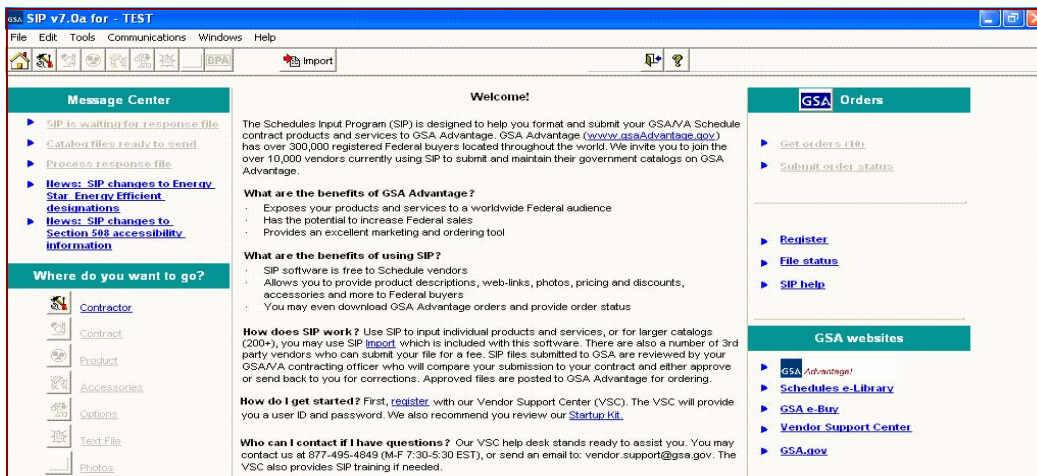 GSA SIP v7.0a for - TEST
File Edit Tools Communications Windows Help
BPA Import ?
Message Center
SIP is waiting for response file
Catalog files ready to send
Process response file
News: SIP changes to Energy
Star Energy Efficient
designations
News: SIP changes to
Section 508 accessibility
information
Where do you want to go?
Contractor
Contract
Product
Accessories
Options
Text File
Photos
Welcome!
The Schedules Input Program (SIP) is designed to help you format and submit your GSA/VA Schedule
contract products and services to GSA Advantage. GSA Advantage (www.gsaAdvantage.gov)
has over 300,000 registered Federal buyers located throughout the world. We invite you to join the
over 10,000 vendors currently using SIP to submit and maintain their government catalogs on GSA
Advantage.
What are the benefits of GSA Advantage?
· Exposes your products and services to a worldwide Federal audience
· Has the potential to increase Federal sales
· Provides an excellent marketing and ordering tool
What are the benefits of using SIP?
· SIP software is free to Schedule vendors
· Allows you to provide product descriptions, web-links, photos, pricing and discounts,
accessories and more to Federal buyers
· You may even download GSA Advantage orders and provide order status
How does SIP work? Use SIP to input individual products and services, or for larger catalogs
(200+), you may use SIP Import which is included with this software. There are also a number of 3rd
party vendors who can submit your file for a fee. SIP files submitted to GSA are reviewed by your
GSA/VA contracting officer who will compare your submission to your contract and either approve
or send back to you for corrections. Approved files are posted to GSA Advantage for ordering.
How do I get started? First, register with our Vendor Support Center (VSC). The VSC will provide
you a user ID and password. We also recommend you review our Startup Kit.
Who can I contact if I have questions? Our VSC help desk stands ready to assist you. You may
contact us at 877-495-4849 (M-F 7:30-5:30 EST), or send an email to: vendor.support@gsa.gov. The
VSC also provides SIP training if needed.
GSA Orders
Get orders (10)
Submit order status
Register
File status
SIP help
GSA websites
GSA Advantage!
Schedules e-Library
GSA e-Buy
Vendor Support Center
GSA.gov